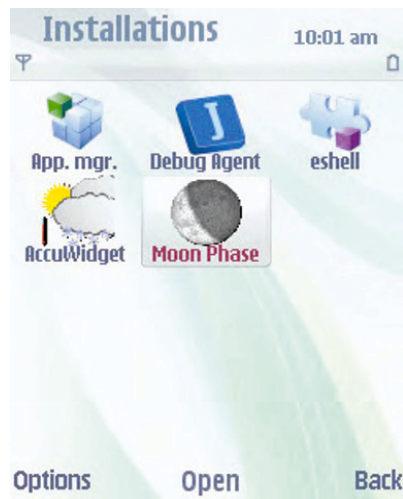 Installations 10:01 am
App. mgr. Debug Agent eshell
AccuWidget Moon Phase
Options Open Back